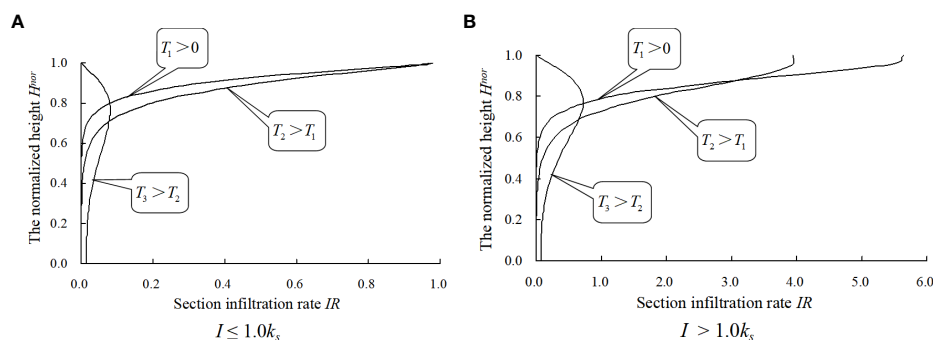 A
T₁ > 0
T₂ > T₁
T₃ > T₂
The normalized height Hⁿᵒʳ
1.0
0.8
0.6
0.4
0.2
0.0
0.0 0.2 0.4 0.6 0.8 1.0
Section infiltration rate IR
I ≤ 1.0kₛ
B
T₁ > 0
T₂ > T₁
T₃ > T₂
The normalized height Hⁿᵒʳ
1.0
0.8
0.6
0.4
0.2
0.0
0.0 1.0 2.0 3.0 4.0 5.0 6.0
Section infiltration rate IR
I > 1.0kₛ